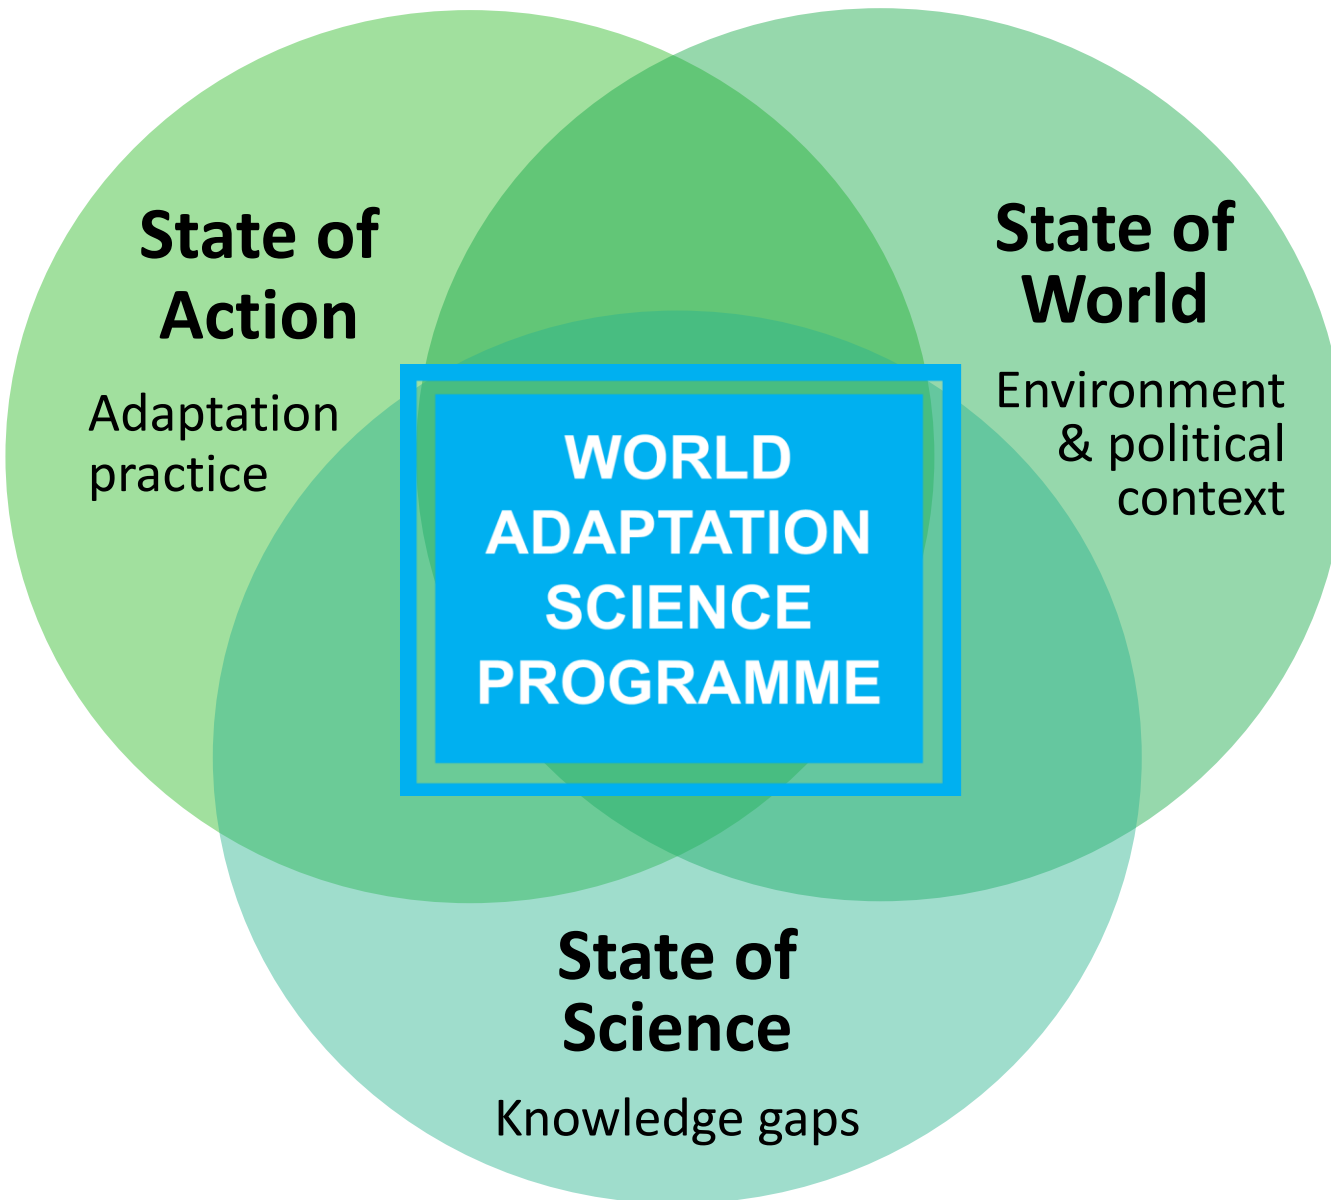 State of
Action
Adaptation
practice
State of
World
Environment
& political
context
WORLD
ADAPTATION
SCIENCE
PROGRAMME
State of
Science
Knowledge gaps